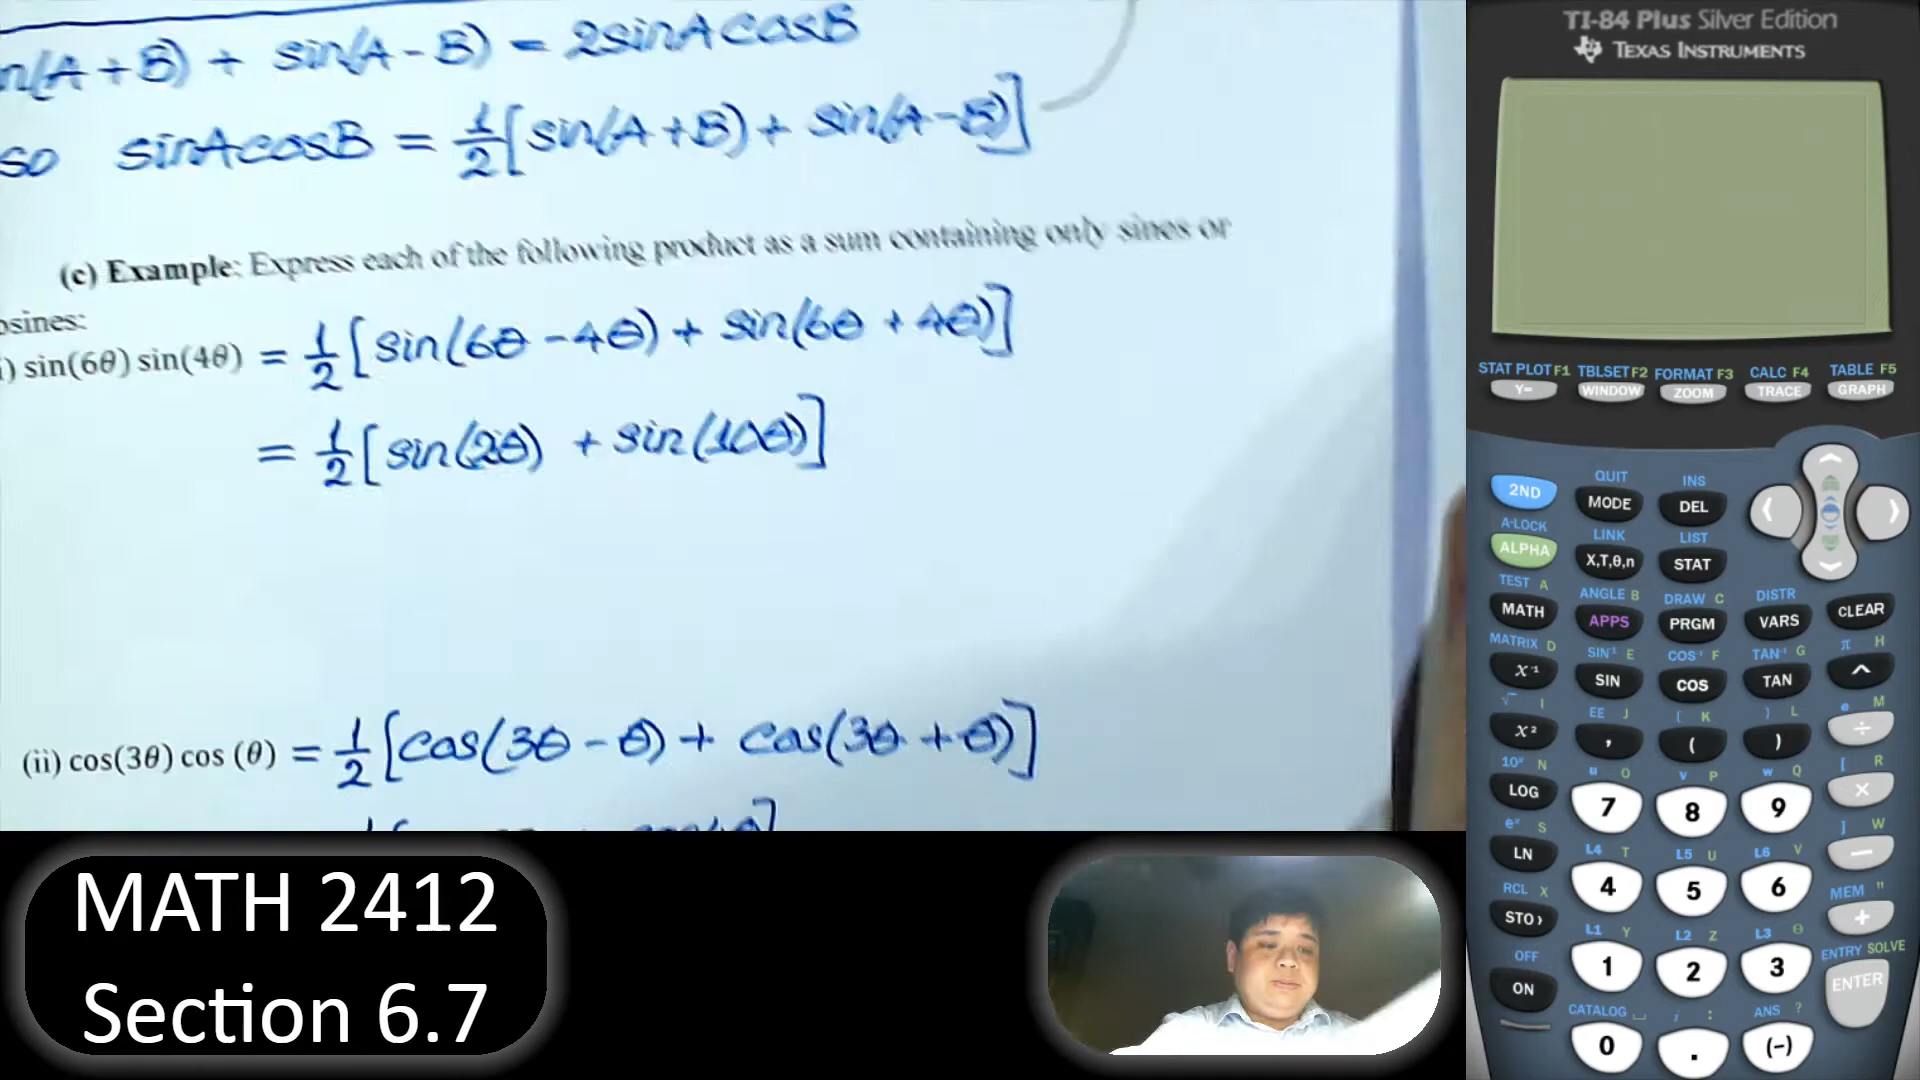 n(A + B) + sin(A - B) = 2sinAcosB
so sinAcosB = 1/2[sin(A + B) + sin(A - B)]
(c) Example: Express each of the following product as a sum containing only sines or
osines:
i) sin(6θ) sin(4θ) = 1/2[sin(6θ - 4θ) + sin(6θ + 4θ)]
= 1/2[sin(2θ) + sin(10θ)]
(ii) cos(3θ) cos (θ) = 1/2[cos(3θ - θ) + cos(3θ + θ)]
MATH 2412
Section 6.7
TI-84 Plus Silver Edition
TEXAS INSTRUMENTS
STAT PLOT F1 TBLSET F2 FORMAT F3 CALC F4 TABLE F5
Y= WINDOW ZOOM TRACE GRAPH
QUIT INS
2ND MODE DEL
A-LOCK LINK LIST
ALPHA X,T,θ,n STAT
TEST A ANGLE B DRAW C DISTR
MATH APPS PRGM VARS CLEAR
MATRIX D SIN⁻¹ E COS⁻¹ F TAN⁻¹ G π H
x⁻¹ SIN COS TAN ^
√ I EE J { K } L e M
x² , ( ) ÷
10ˣ N u O v P w Q [ R
LOG 7 8 9 ×
eˣ S L4 T L5 U L6 V ] W
LN 4 5 6 −
RCL X L1 Y L2 Z L3 θ MEM "
STO› 1 2 3 +
OFF CATALOG ⎵ i : ANS ? ENTRY SOLVE
ON 0 . (-) ENTER